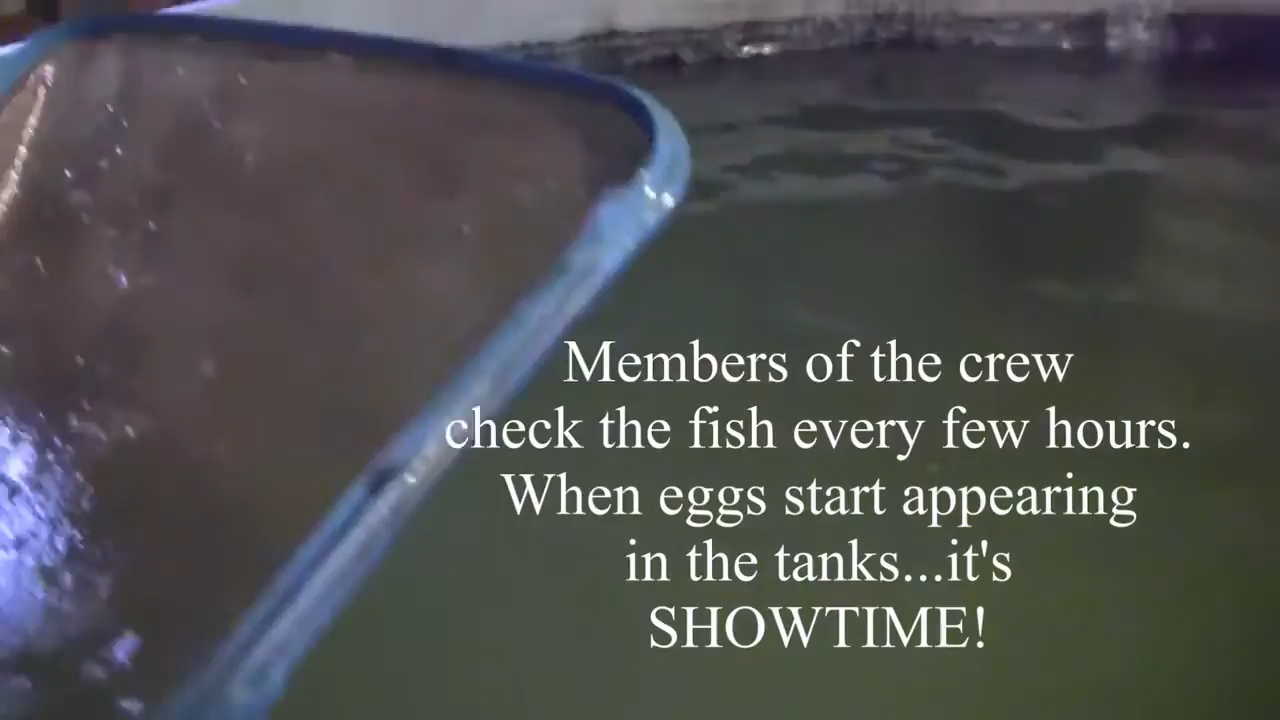 Members of the crew
check the fish every few hours.
When eggs start appearing
in the tanks...it's
SHOWTIME!